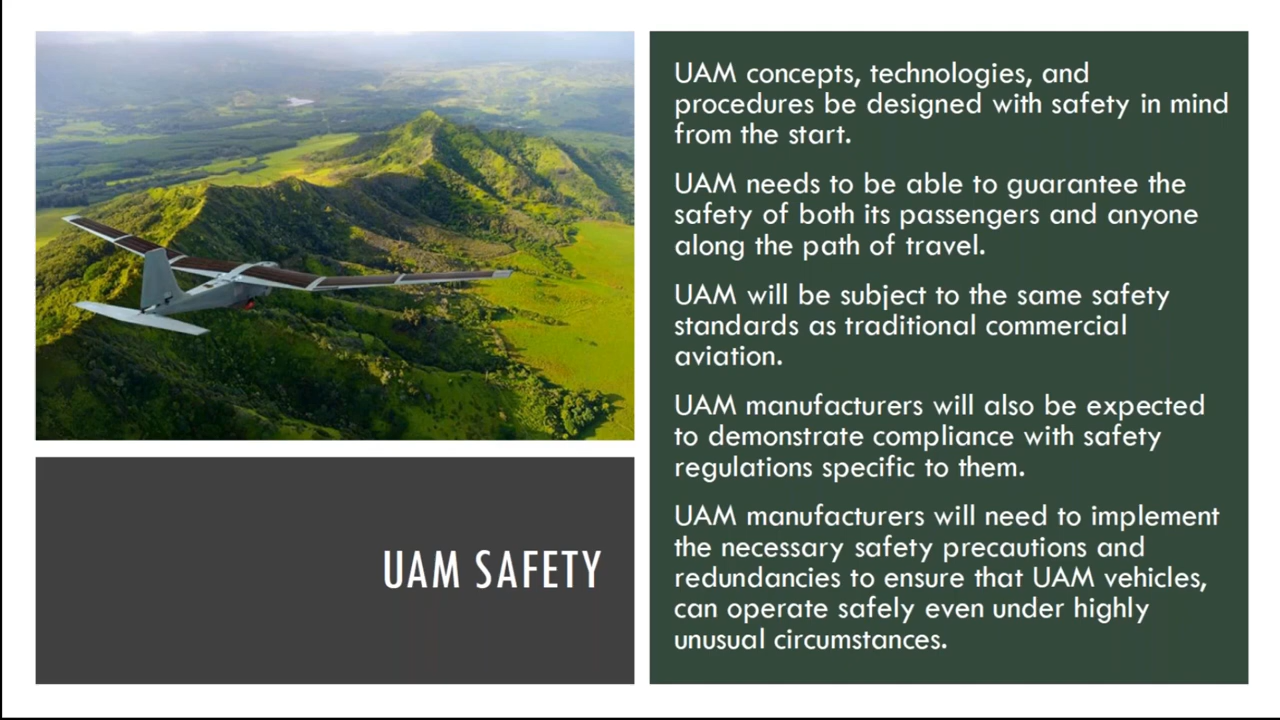 UAM concepts, technologies, and
procedures be designed with safety in mind
from the start.
UAM needs to be able to guarantee the
safety of both its passengers and anyone
along the path of travel.
UAM will be subject to the same safety
standards as traditional commercial
aviation.
UAM manufacturers will also be expected
to demonstrate compliance with safety
regulations specific to them.
UAM manufacturers will need to implement
the necessary safety precautions and
redundancies to ensure that UAM vehicles,
can operate safely even under highly
unusual circumstances.
UAM SAFETY